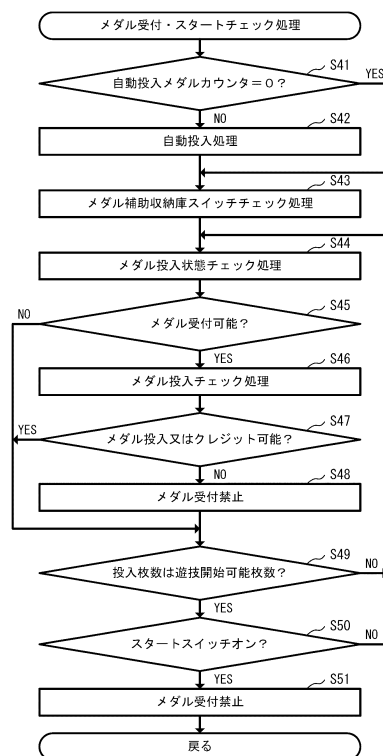 メダル受付・スタートチェック処理
S41
自動投入メダルカウンタ＝０？
YES
NO
S42
自動投入処理
S43
メダル補助収納庫スイッチチェック処理
S44
メダル投入状態チェック処理
S45
NO
メダル受付可能？
YES
S46
メダル投入チェック処理
S47
YES
メダル投入又はクレジット可能？
NO
S48
メダル受付禁止
S49
投入枚数は遊技開始可能枚数？
NO
YES
S50
スタートスイッチオン？
NO
YES
S51
メダル受付禁止
戻る